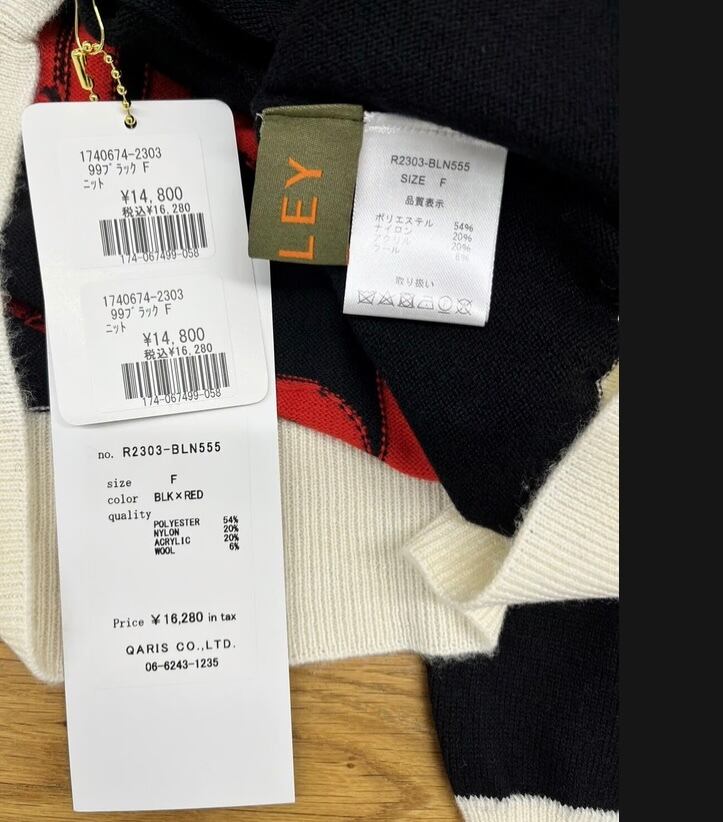 1740674-2303
99ﾌﾞﾗｯｸ F
ﾆｯﾄ
¥14,800
税込¥16,280
174-067499-058
1740674-2303
99ﾌﾞﾗｯｸ F
ﾆｯﾄ
¥14,800
税込¥16,280
174-067499-058
no. R2303-BLN555
size F
color BLK×RED
quality
POLYESTER 54%
NYLON 20%
ACRYLIC 20%
WOOL 6%
Price ¥16,280 in tax
QARIS CO.,LTD.
06-6243-1235
LEY
R2303-BLN555
SIZE F
品質表示
ポリエステル 54%
ナイロン 20%
アクリル 20%
ウール 6%
取り扱い